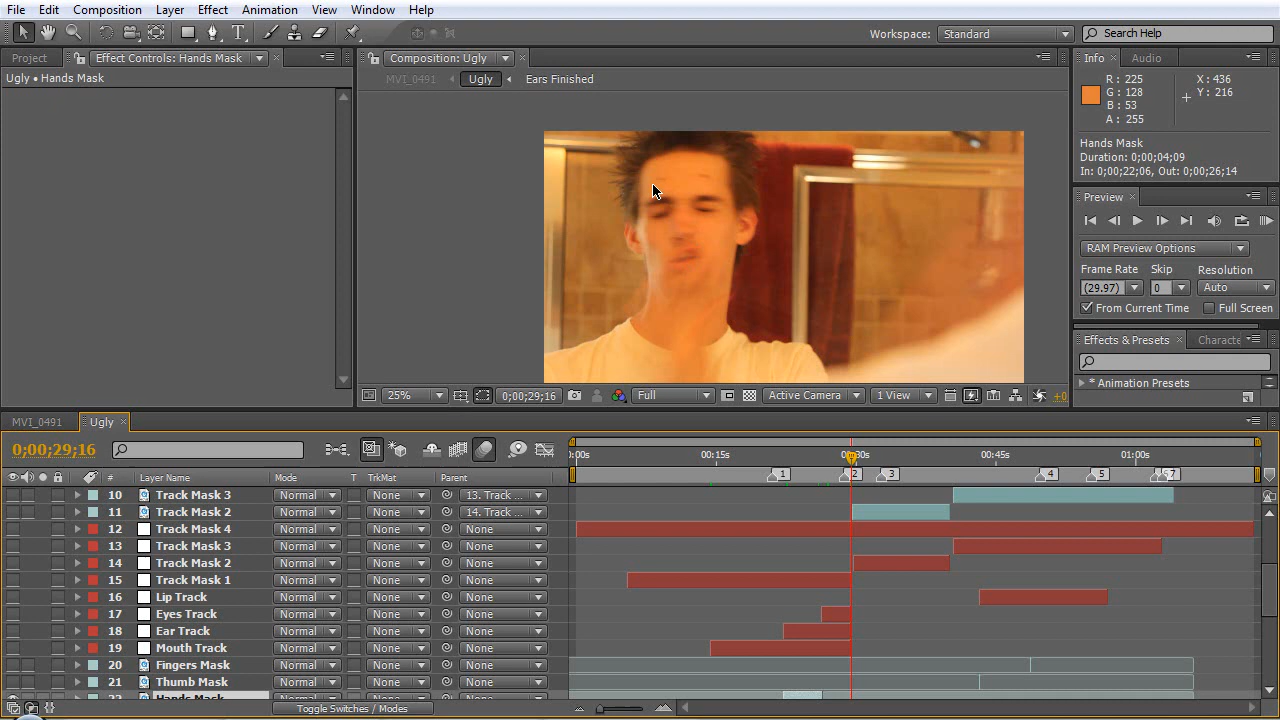 File Edit Composition Layer Effect Animation View Window Help
Workspace: Standard Search Help
Project Effect Controls: Hands Mask Composition: Ugly Info Audio
Ugly • Hands Mask MVI_0491 Ugly Ears Finished
R: 225 X: 436
G: 128 Y: 216
B: 53
A: 255
Hands Mask
Duration: 0;00;04;09
In: 0;00;22;06, Out: 0;00;26;14
Preview
RAM Preview Options
Frame Rate Skip Resolution
(29.97) 0 Auto
From Current Time Full Screen
Effects & Presets Characte
* Animation Presets
25% 0;00;29;16 Full Active Camera 1 View +0
MVI_0491 Ugly
0;00;29;16 :00s 00:15s 00:30s 00:45s 01:00s
1 2 3 4 5 7
# Layer Name Mode T TrkMat Parent
10 Track Mask 3 Normal None 13. Track ...
11 Track Mask 2 Normal None 14. Track ...
12 Track Mask 4 Normal None None
13 Track Mask 3 Normal None None
14 Track Mask 2 Normal None None
15 Track Mask 1 Normal None None
16 Lip Track Normal None None
17 Eyes Track Normal None None
18 Ear Track Normal None None
19 Mouth Track Normal None None
20 Fingers Mask Normal None None
21 Thumb Mask Normal None None
22 Hands Mask
Toggle Switches / Modes